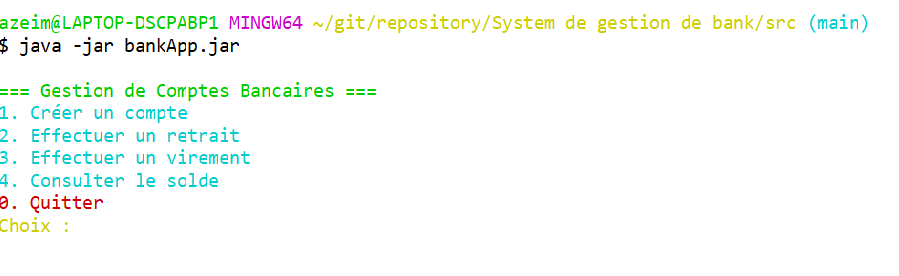 azeim@LAPTOP-DSCPABP1 MINGW64 ~/git/repository/System de gestion de bank/src (main)
$ java -jar bankApp.jar
=== Gestion de Comptes Bancaires ===
1. Créer un compte
2. Effectuer un retrait
3. Effectuer un virement
4. Consulter le solde
0. Quitter
Choix :